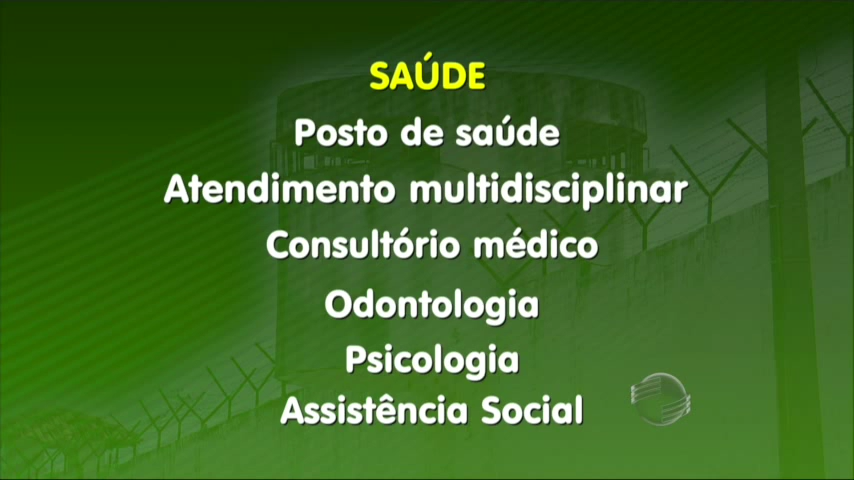 SAÚDE
Posto de saúde
Atendimento multidisciplinar
Consultório médico
Odontologia
Psicologia
Assistência Social